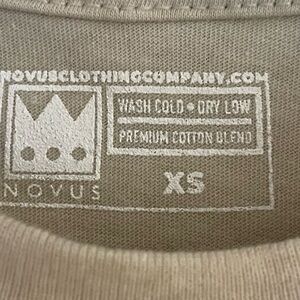 NOVUSCLOTHINGCOMPANY.COM
WASH COLD • DRY LOW
PREMIUM COTTON BLEND
NOVUS
XS